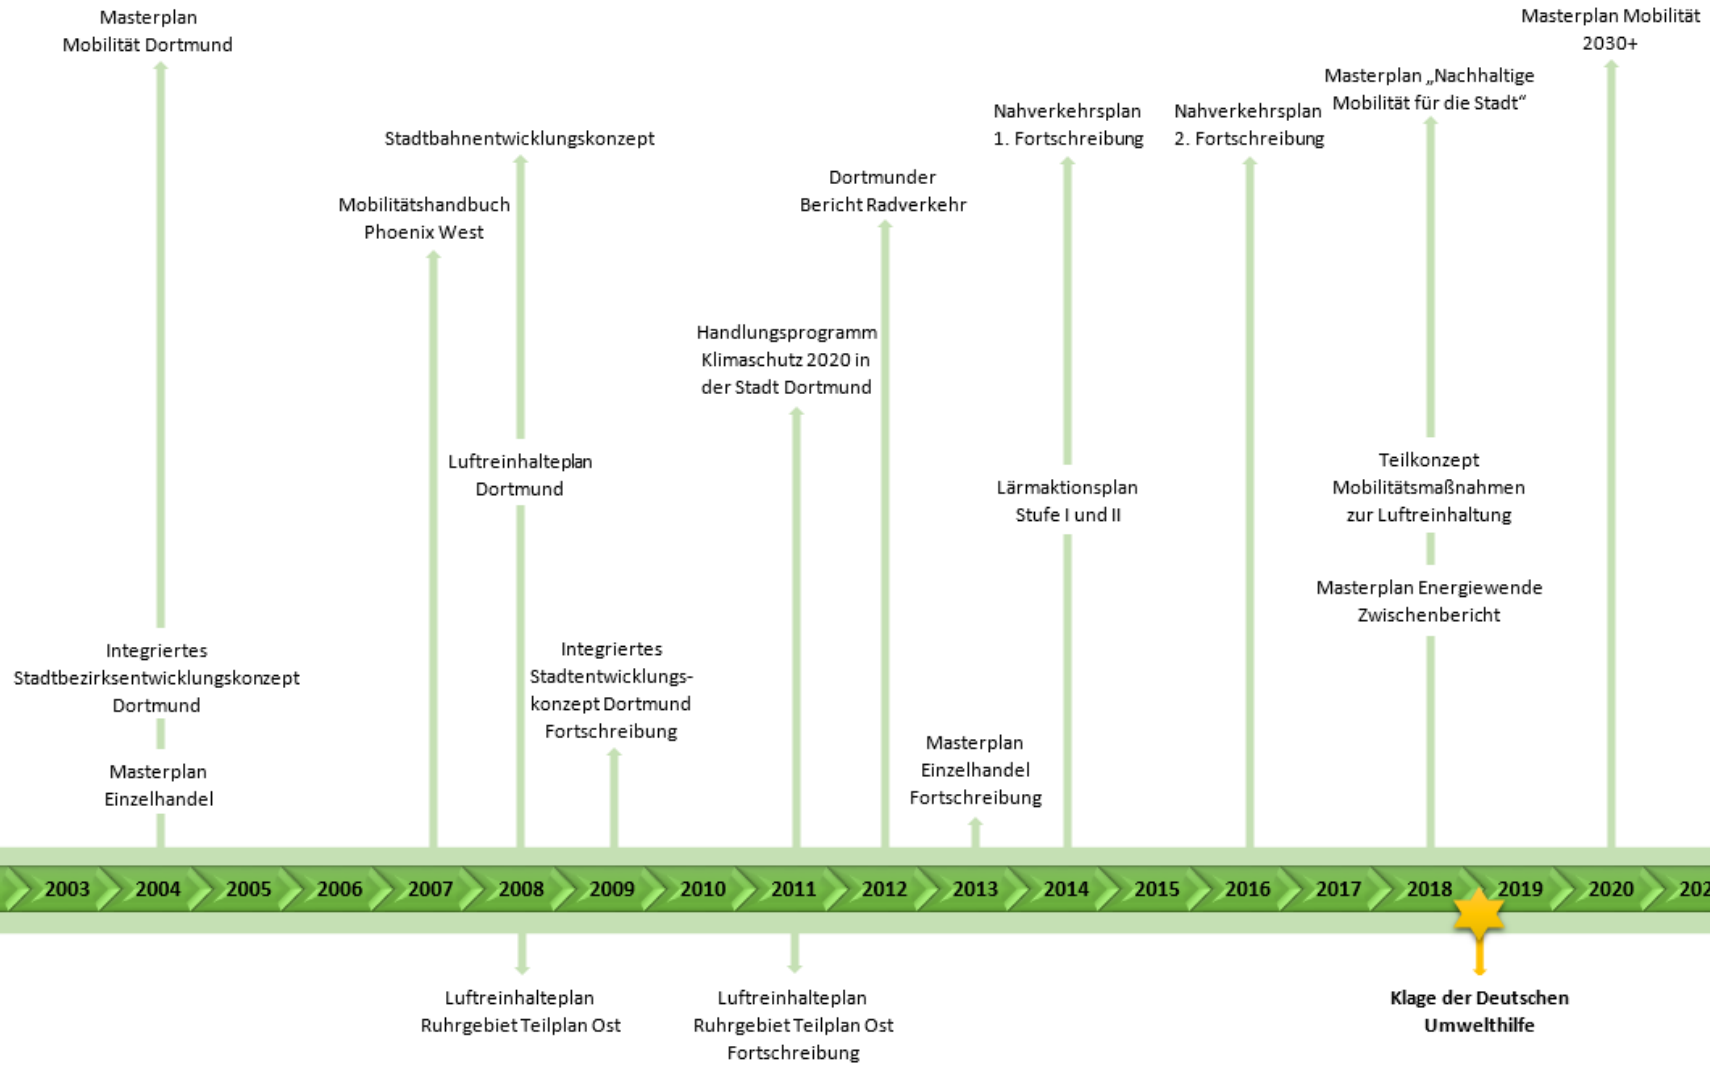 Masterplan
Mobilität Dortmund
Integriertes
Stadtbezirksentwicklungskonzept
Dortmund
Masterplan
Einzelhandel
Mobilitätshandbuch
Phoenix West
Stadtbahnentwicklungskonzept
Luftreinhalteplan
Dortmund
Integriertes
Stadtentwicklungs-
konzept Dortmund
Fortschreibung
Handlungsprogramm
Klimaschutz 2020 in
der Stadt Dortmund
Dortmunder
Bericht Radverkehr
Masterplan
Einzelhandel
Fortschreibung
Nahverkehrsplan
1. Fortschreibung
Lärmaktionsplan
Stufe I und II
Nahverkehrsplan
2. Fortschreibung
Masterplan „Nachhaltige
Mobilität für die Stadt“
Teilkonzept
Mobilitätsmaßnahmen
zur Luftreinhaltung
Masterplan Energiewende
Zwischenbericht
Masterplan Mobilität
2030+
2003 2004 2005 2006 2007 2008 2009 2010 2011 2012 2013 2014 2015 2016 2017 2018 2019 2020 202
Luftreinhalteplan
Ruhrgebiet Teilplan Ost
Luftreinhalteplan
Ruhrgebiet Teilplan Ost
Fortschreibung
Klage der Deutschen
Umwelthilfe